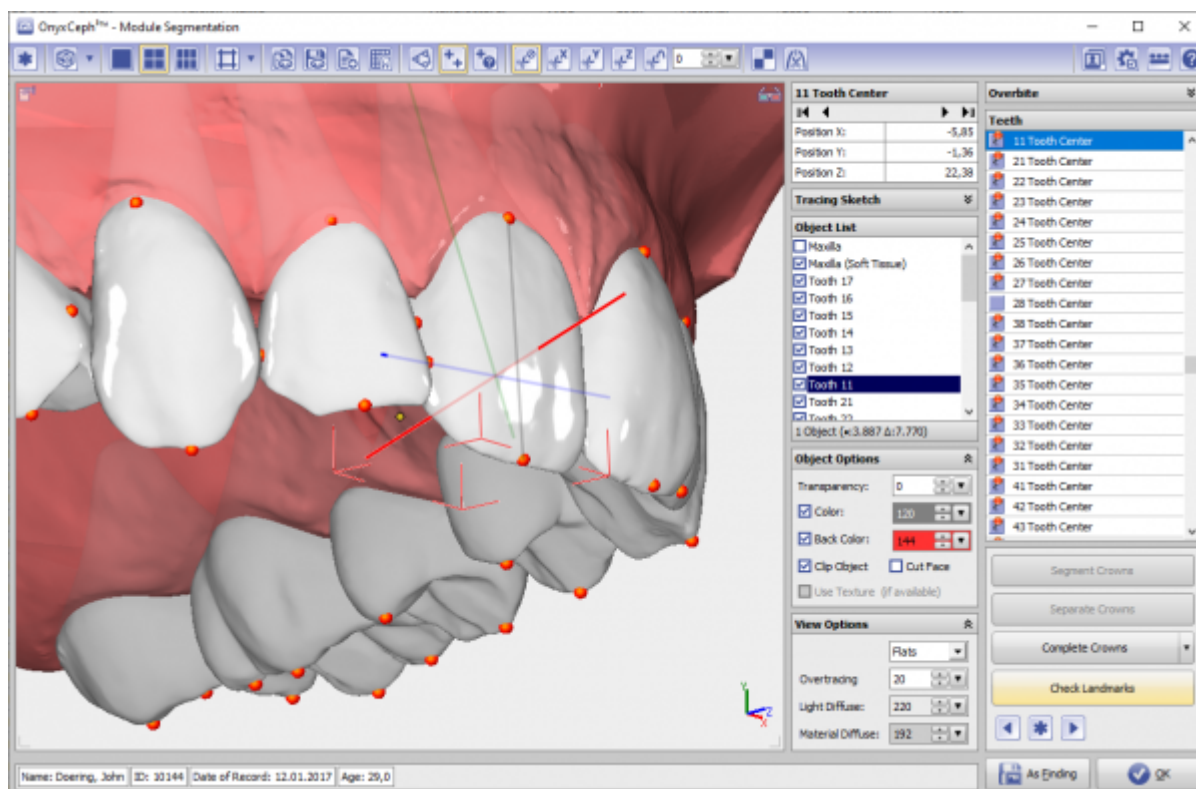 OnyxCeph³™ - Module Segmentation
0
11 Tooth Center
Position X: -5,85
Position Y: -1,36
Position Z: 22,38
Tracing Sketch
Object List
Maxilla
Maxilla (Soft Tissue)
Tooth 17
Tooth 16
Tooth 15
Tooth 14
Tooth 13
Tooth 12
Tooth 11
Tooth 21
Tooth 22
1 Object (•:3.887 Δ:7.770)
Object Options
Transparency: 0
Color: 120
Back Color: 144
Clip Object Cut Face
Use Texture (if available)
View Options
Flats
Overtracing 20
Light Diffuse: 220
Material Diffuse: 192
Overbite
Teeth
11 Tooth Center
21 Tooth Center
22 Tooth Center
23 Tooth Center
24 Tooth Center
25 Tooth Center
26 Tooth Center
27 Tooth Center
28 Tooth Center
38 Tooth Center
37 Tooth Center
36 Tooth Center
35 Tooth Center
34 Tooth Center
33 Tooth Center
32 Tooth Center
31 Tooth Center
41 Tooth Center
42 Tooth Center
43 Tooth Center
Segment Crowns
Separate Crowns
Complete Crowns
Check Landmarks
As Finding OK
Y
Z
X
Name: Doering, John ID: 10144 Date of Record: 12.01.2017 Age: 29,0